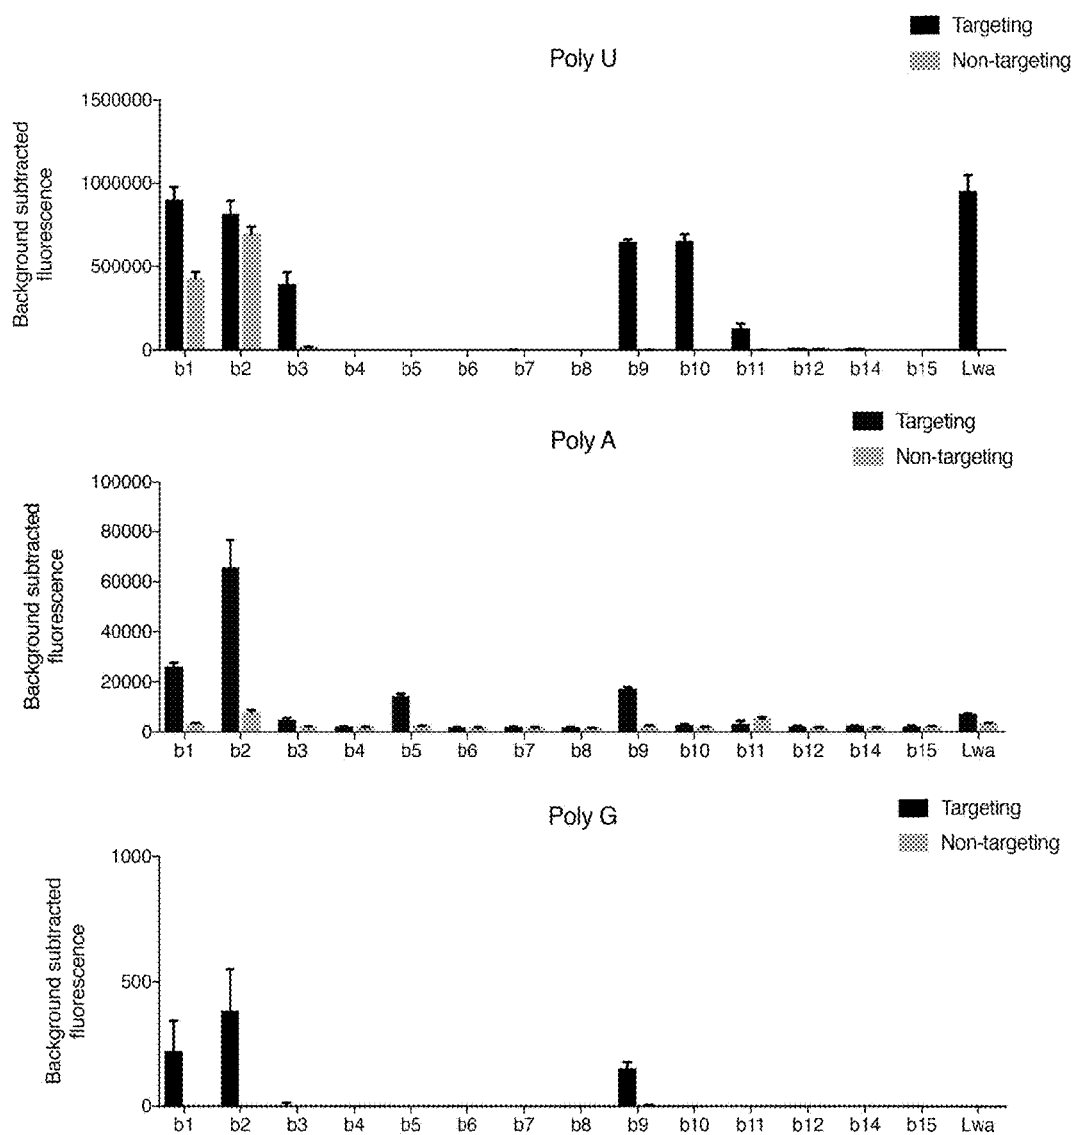 Targeting
Non-targeting
Poly U
Background subtracted
fluorescence
1500000
1000000
500000
0
b1 b2 b3 b4 b5 b6 b7 b8 b9 b10 b11 b12 b14 b15 Lwa
Targeting
Non-targeting
Poly A
Background subtracted
fluorescence
100000
80000
60000
40000
20000
0
b1 b2 b3 b4 b5 b6 b7 b8 b9 b10 b11 b12 b14 b15 Lwa
Targeting
Non-targeting
Poly G
Background subtracted
fluorescence
1000
500
0
b1 b2 b3 b4 b5 b6 b7 b8 b9 b10 b11 b12 b14 b15 Lwa